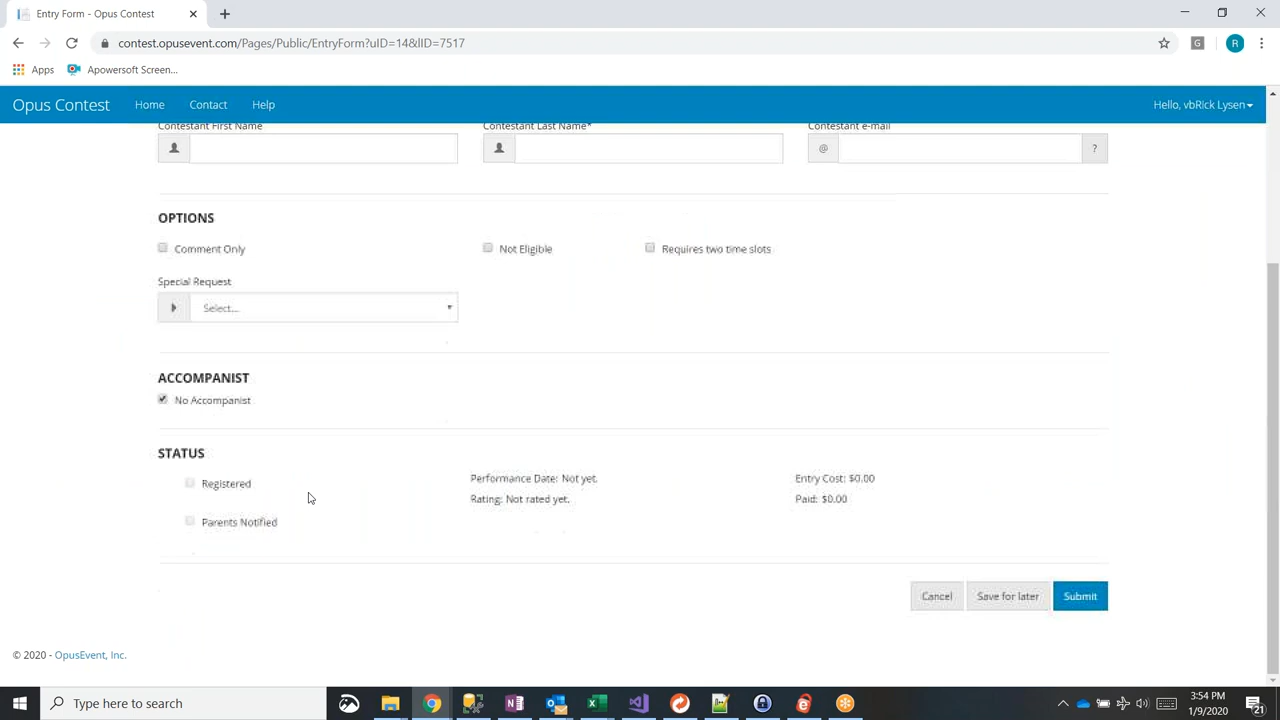 Entry Form - Opus Contest
contest.opusevent.com/Pages/Public/EntryForm?uID=14&IID=7517
G
R
Apps
Apowersoft Screen...
Opus Contest
Home
Contact
Help
Hello, vbRick Lysen
Contestant First Name
Contestant Last Name*
Contestant e-mail
@
?
OPTIONS
Comment Only
Not Eligible
Requires two time slots
Special Request
Select...
ACCOMPANIST
No Accompanist
STATUS
Registered
Performance Date: Not yet.
Entry Cost: $0.00
Rating: Not rated yet.
Paid: $0.00
Parents Notified
Cancel
Save for later
Submit
© 2020 - OpusEvent, Inc.
Type here to search
3:54 PM
1/9/2020
21